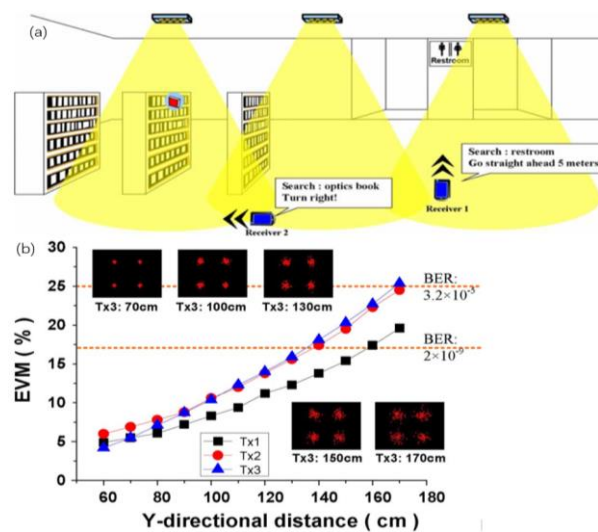 (a)
Restroom
Search : restroom
Go straight ahead 5 meters
Receiver 1
Search : optics book
Turn right!
Receiver 2
(b)
30
25
20
15
10
5
0
EVM ( % )
Tx3: 70cm
Tx3: 100cm
Tx3: 130cm
BER:
3.2×10⁻⁵
BER:
2×10⁻⁹
Tx1
Tx2
Tx3
Tx3: 150cm
Tx3: 170cm
60 80 100 120 140 160 180
Y-directional distance ( cm )